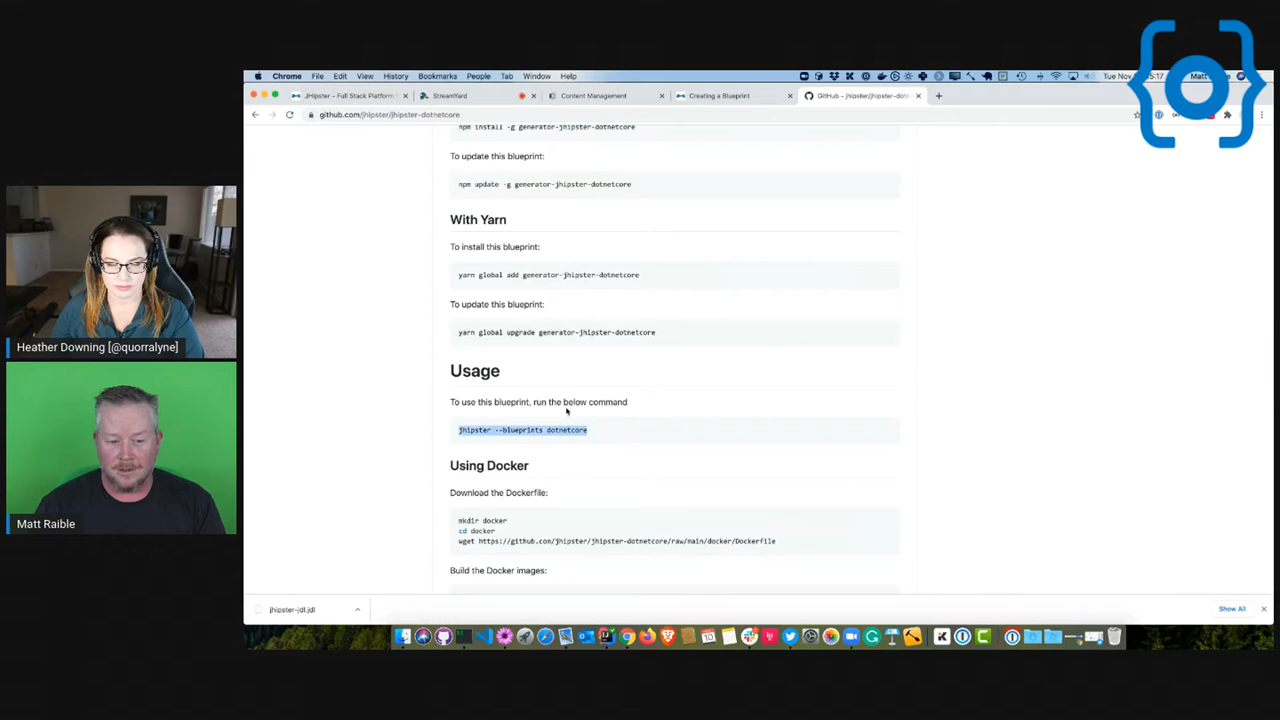 Chrome File Edit View History Bookmarks People Tab Window Help
JHipster - Full Stack Platform
StreamYard
Content Management
Creating a Blueprint
GitHub - jhipster/jhipster-dotn
github.com/jhipster/jhipster-dotnetcore
npm install -g generator-jhipster-dotnetcore
To update this blueprint:
npm update -g generator-jhipster-dotnetcore
With Yarn
To install this blueprint:
yarn global add generator-jhipster-dotnetcore
To update this blueprint:
yarn global upgrade generator-jhipster-dotnetcore
Usage
To use this blueprint, run the below command
jhipster --blueprints dotnetcore
Using Docker
Download the Dockerfile:
mkdir docker
cd docker
wget https://github.com/jhipster/jhipster-dotnetcore/raw/main/docker/Dockerfile
Build the Docker images:
jhipster-jdl.jdl
Show All
Heather Downing [@quorralyne]
Matt Raible